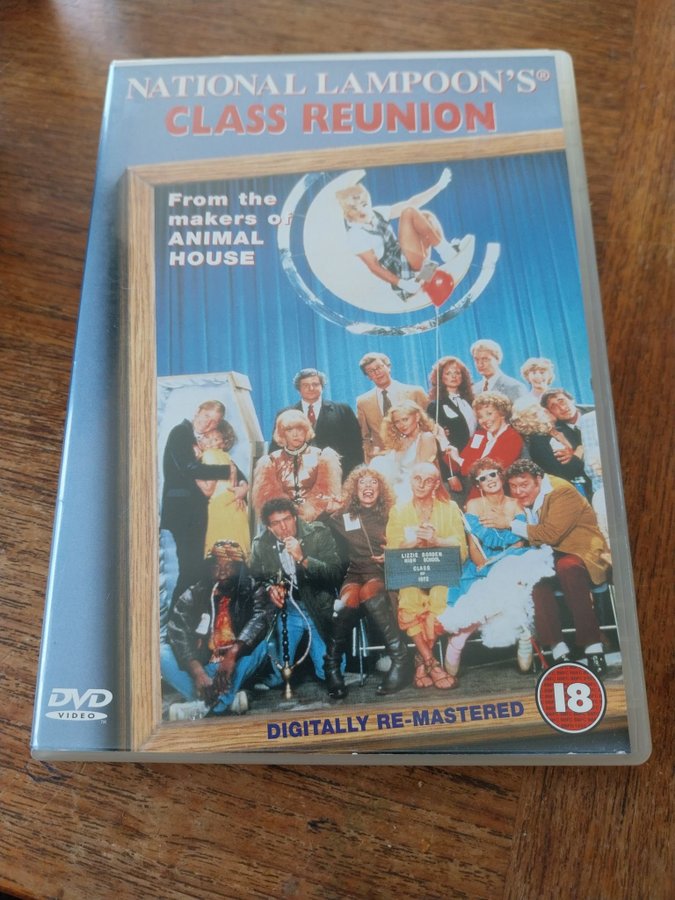 NATIONAL LAMPOON'S®
CLASS REUNION
From the
makers of
ANIMAL
HOUSE
LIZZIE BORDEN
HIGH SCHOOL
CLASS
OF
1972
DVD
VIDEO
DIGITALLY RE-MASTERED
18